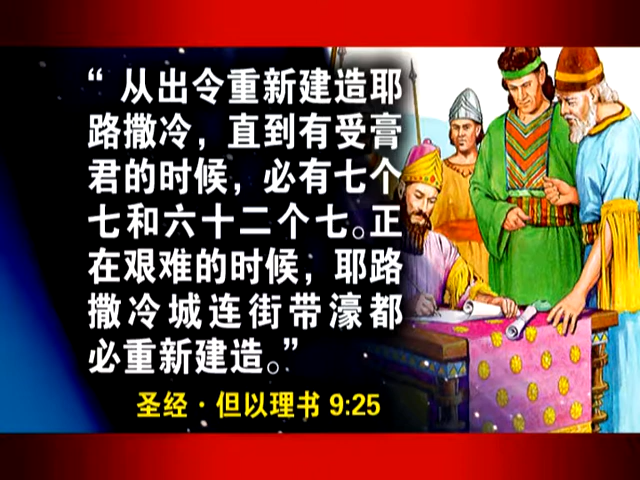 “从出令重新建造耶
路撒冷，直到有受膏
君的时候，必有七个
七和六十二个七。正
在艰难的时候，耶路
撒冷城连街带濠都
必重新建造。”
圣经·但以理书 9:25